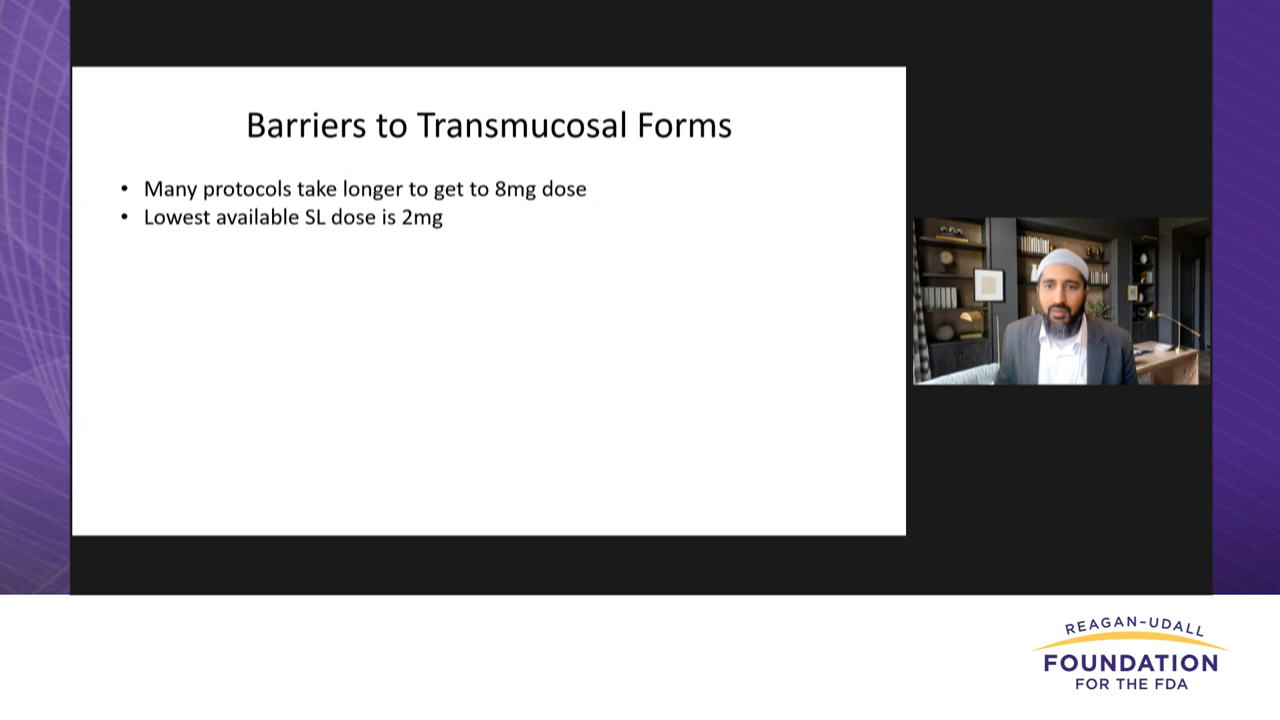 Barriers to Transmucosal Forms
• Many protocols take longer to get to 8mg dose
• Lowest available SL dose is 2mg
REAGAN-UDALL
FOUNDATION
FOR THE FDA